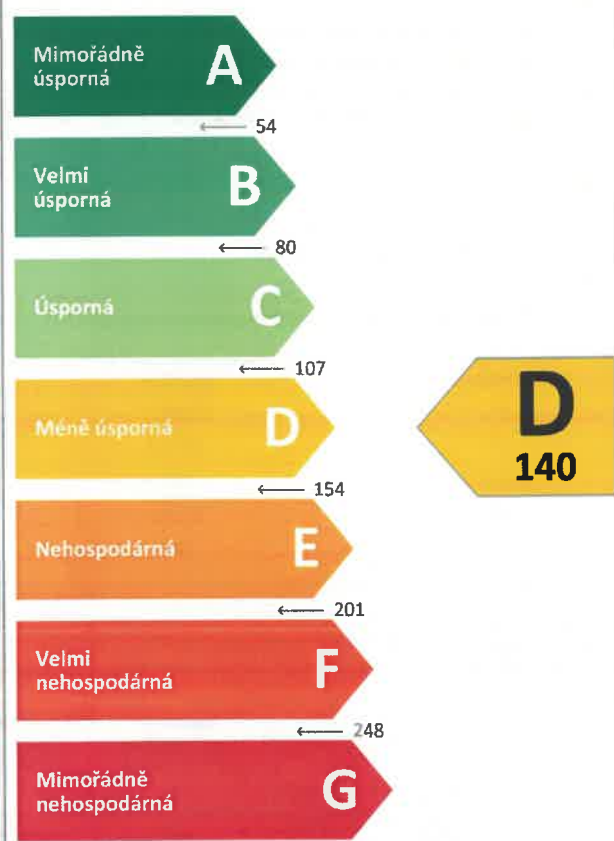 Mimořádně
úsporná
A
← 54
Velmi
úsporná
B
← 80
Úsporná
C
← 107
Méně úsporná
D
← 154
D
140
Nehospodárná
E
← 201
Velmi
nehospodárná
F
← 248
Mimořádně
nehospodárná
G